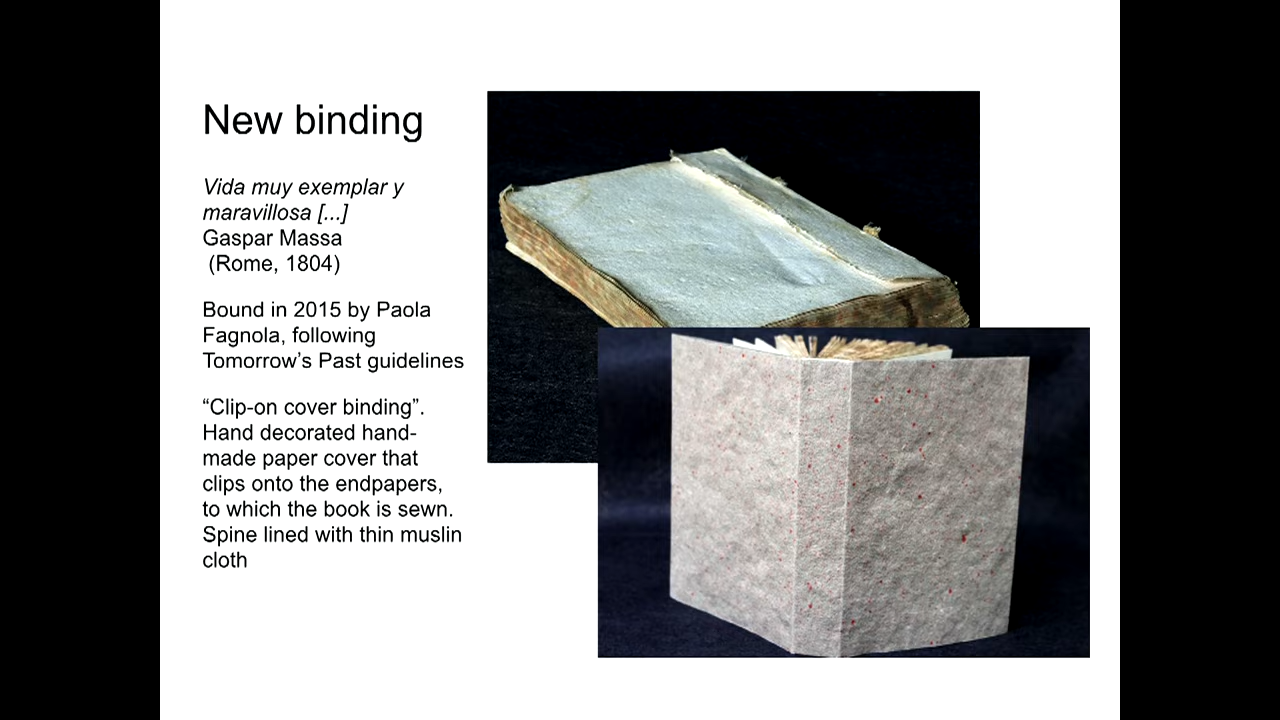 New binding
Vida muy exemplar y
maravillosa [...]
Gaspar Massa
(Rome, 1804)
Bound in 2015 by Paola
Fagnola, following
Tomorrow’s Past guidelines
“Clip-on cover binding”.
Hand decorated hand-
made paper cover that
clips onto the endpapers,
to which the book is sewn.
Spine lined with thin muslin
cloth